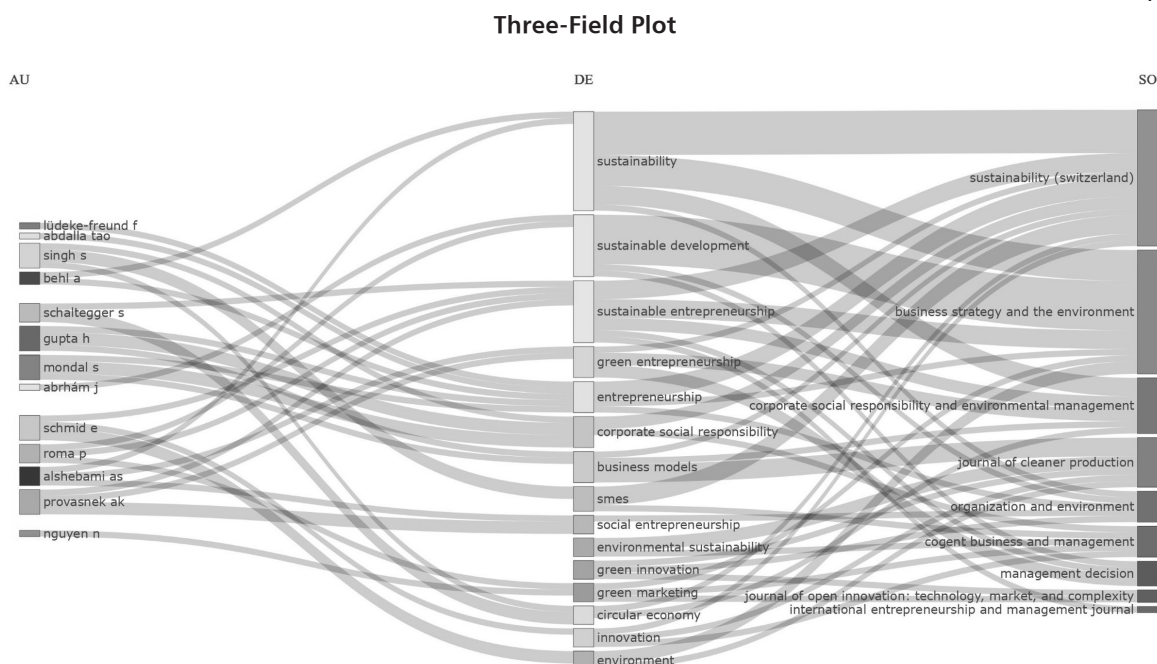 Three-Field Plot
AU
DE
SO
lüdeke-freund f
abdalla tao
singh s
behl a
schaltegger s
gupta h
mondal s
abrhám j
schmid e
roma p
alshebami as
provasnek ak
nguyen n
sustainability
sustainable development
sustainable entrepreneurship
green entrepreneurship
entrepreneurship
corporate social responsibility
business models
smes
social entrepreneurship
environmental sustainability
green innovation
green marketing
circular economy
innovation
environment
sustainability (switzerland)
business strategy and the environment
corporate social responsibility and environmental management
journal of cleaner production
organization and environment
cogent business and management
management decision
journal of open innovation: technology, market, and complexity
international entrepreneurship and management journal